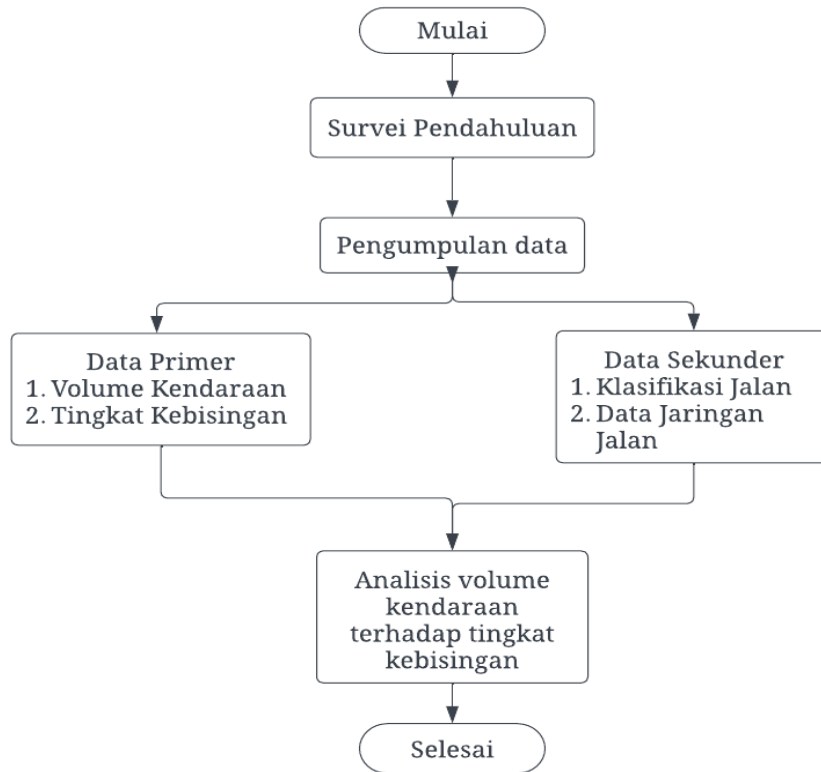 Mulai
Survei Pendahuluan
Pengumpulan data
Data Primer
1. Volume Kendaraan
2. Tingkat Kebisingan
Data Sekunder
1. Klasifikasi Jalan
2. Data Jaringan
Jalan
Analisis volume
kendaraan
terhadap tingkat
kebisingan
Selesai